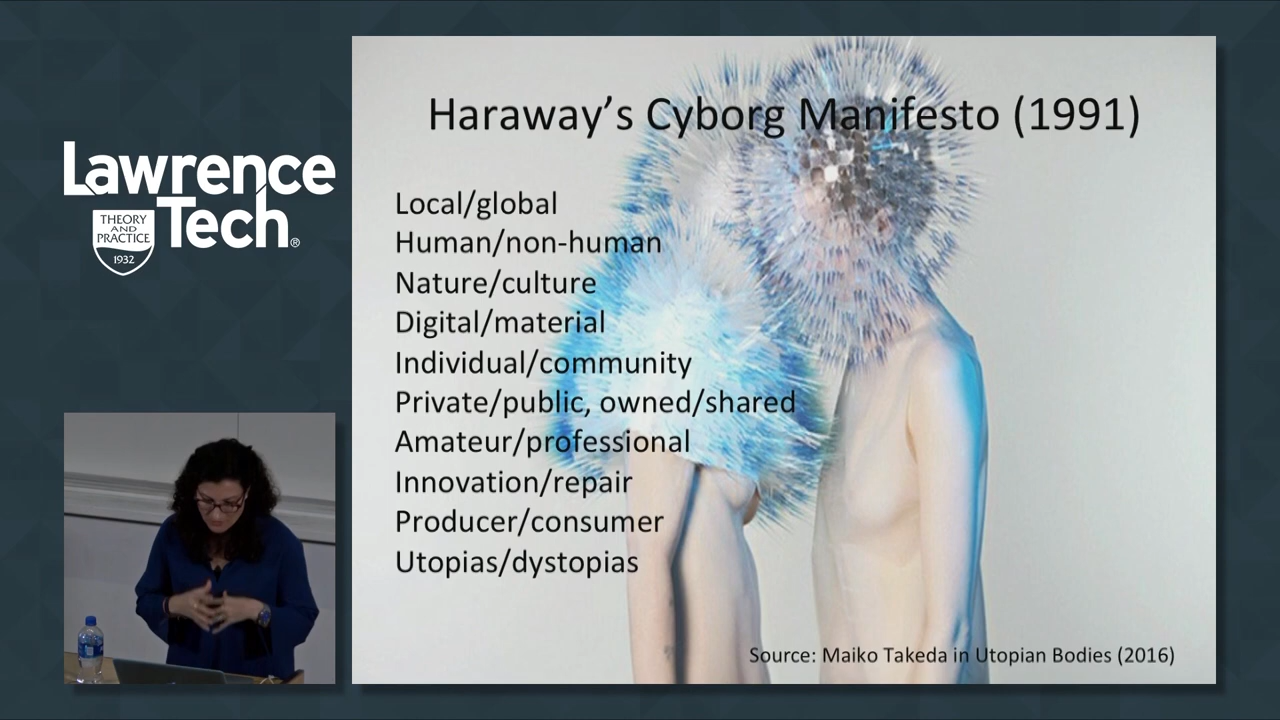 Lawrence
Tech®
THEORY
AND
PRACTICE
1932
Haraway’s Cyborg Manifesto (1991)
Local/global
Human/non-human
Nature/culture
Digital/material
Individual/community
Private/public, owned/shared
Amateur/professional
Innovation/repair
Producer/consumer
Utopias/dystopias
Source: Maiko Takeda in Utopian Bodies (2016)